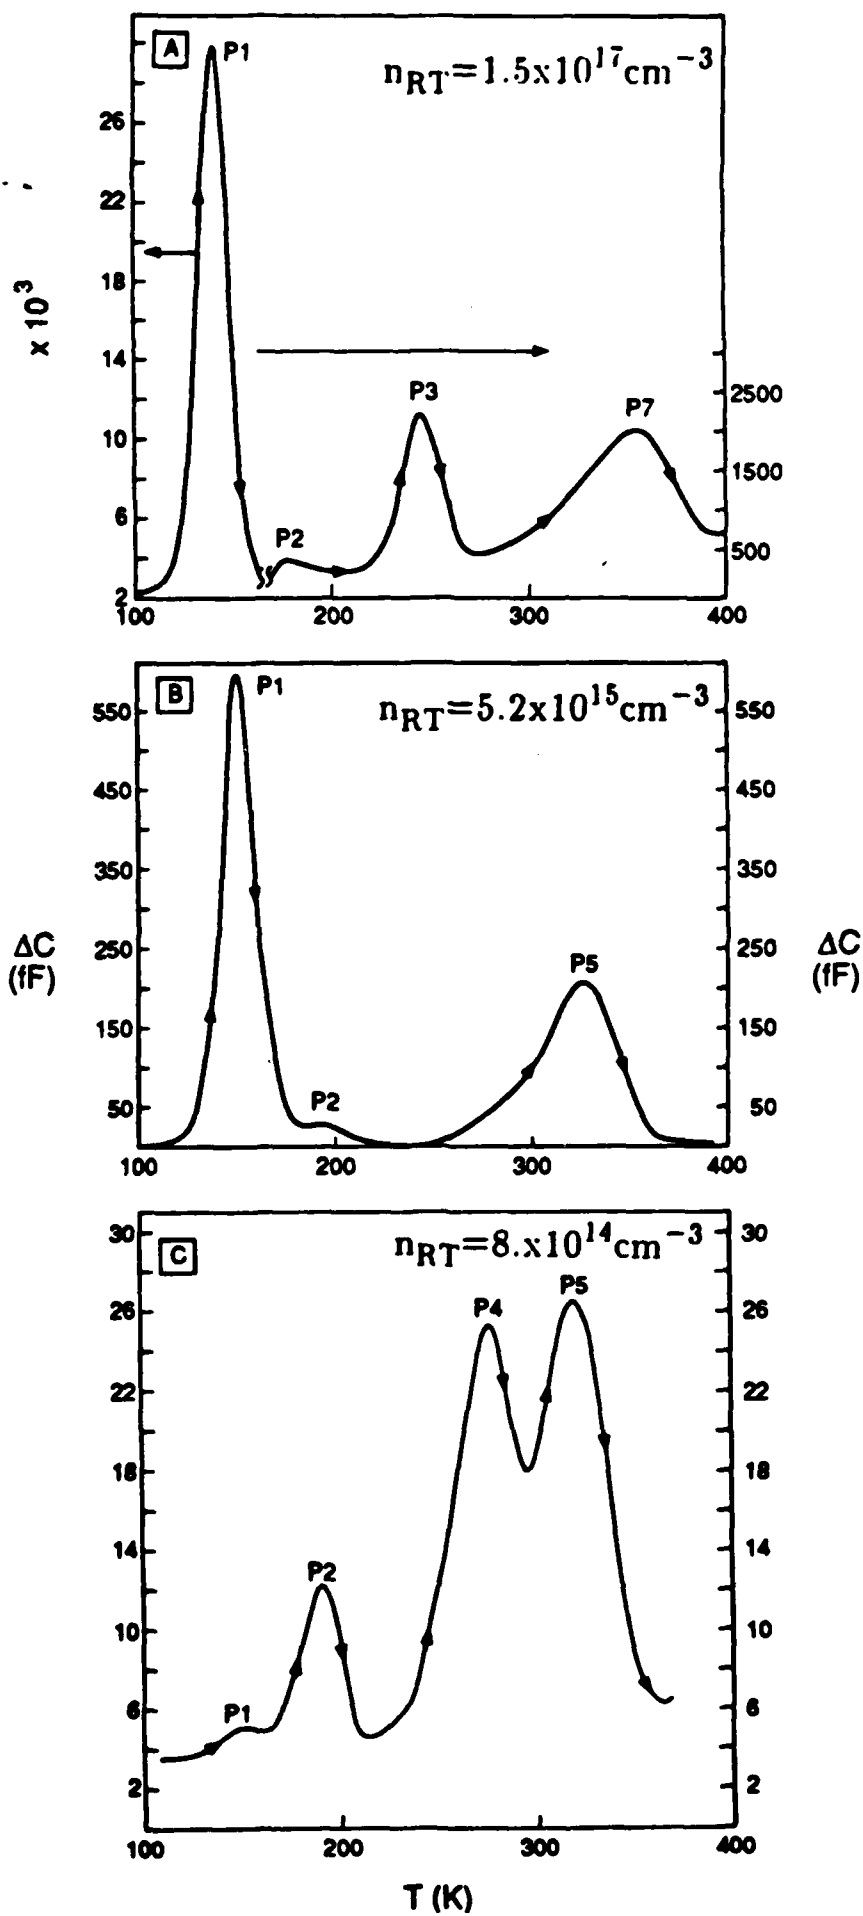 A
P1
n_RT=1.5x10^17cm^-3
26
22
18
14
10
6
2
x 10^3
P2
P3
P7
2500
1500
500
100
200
300
400
B
P1
n_RT=5.2x10^15cm^-3
550
450
350
250
150
50
550
450
350
250
150
50
ΔC
(fF)
ΔC
(fF)
P2
P5
100
200
300
400
C
n_RT=8.x10^14cm^-3
30
26
22
18
14
10
6
2
30
26
22
18
14
10
6
2
P4
P5
P2
P1
100
200
300
400
T (K)